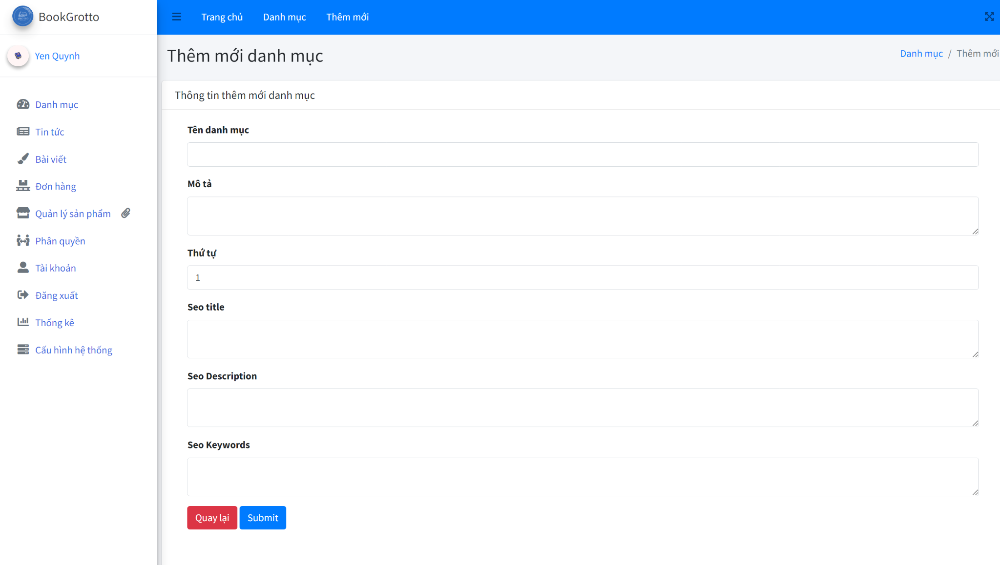 BookGrotto
Trang chủ Danh mục Thêm mới
Yen Quynh
Thêm mới danh mục
Danh mục / Thêm mới
Danh mục
Tin tức
Bài viết
Đơn hàng
Quản lý sản phẩm
Phân quyền
Tài khoản
Đăng xuất
Thống kê
Cấu hình hệ thống
Thông tin thêm mới danh mục
Tên danh mục
Mô tả
Thứ tự
1
Seo title
Seo Description
Seo Keywords
Quay lại Submit